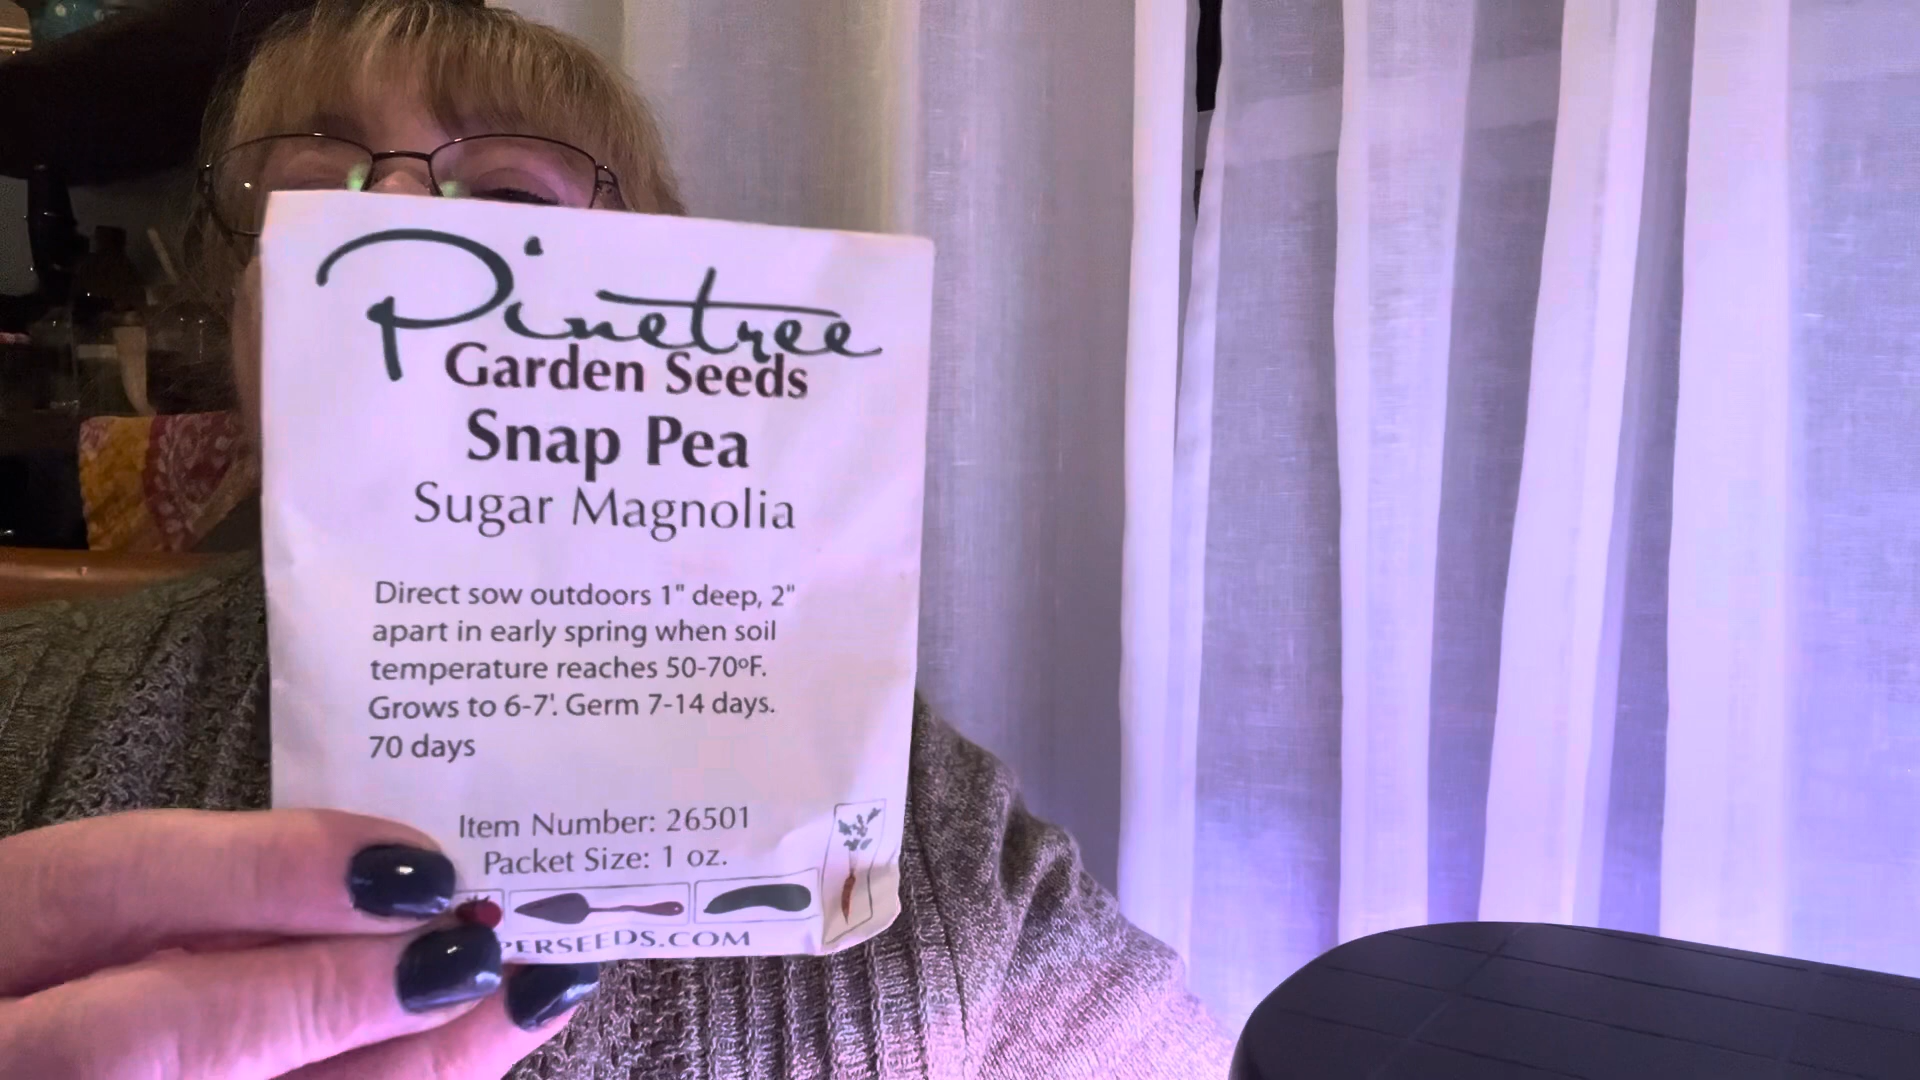 Pinetree
Garden Seeds
Snap Pea
Sugar Magnolia
Direct sow outdoors 1" deep, 2"
apart in early spring when soil
temperature reaches 50-70ºF.
Grows to 6-7'. Germ 7-14 days.
70 days
Item Number: 26501
Packet Size: 1 oz.
PERSEEDS.COM